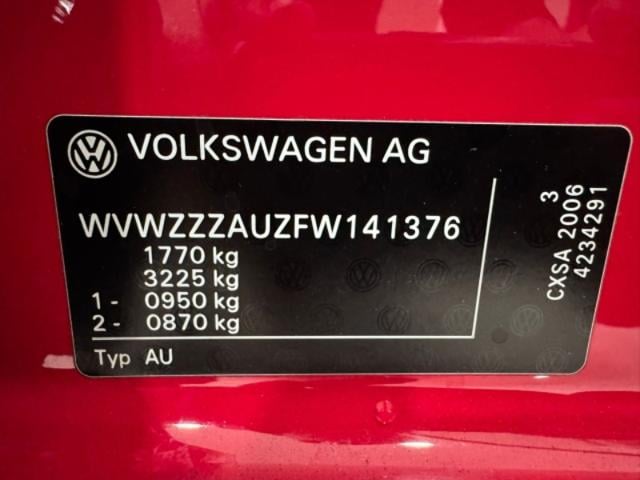 VOLKSWAGEN AG
WVWZZZAUZFW141376
1770 kg
3225 kg
1 - 0950 kg
2 - 0870 kg
Typ AU
3
CXSA 2006
4234291